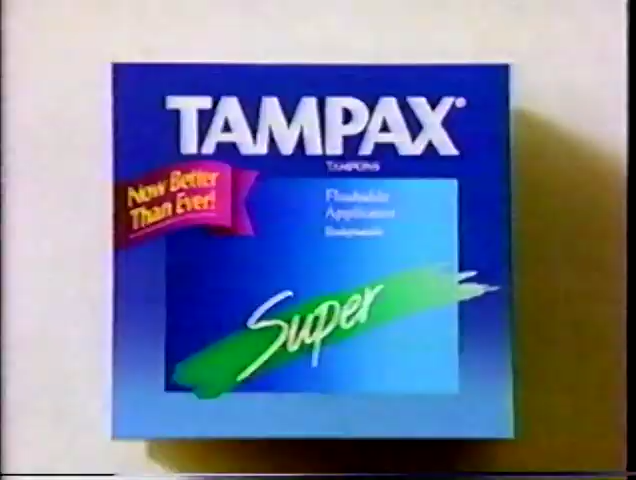 TAMPAX®
TAMPONS
Now Better
Than Ever!
Flushable
Applicator
Super